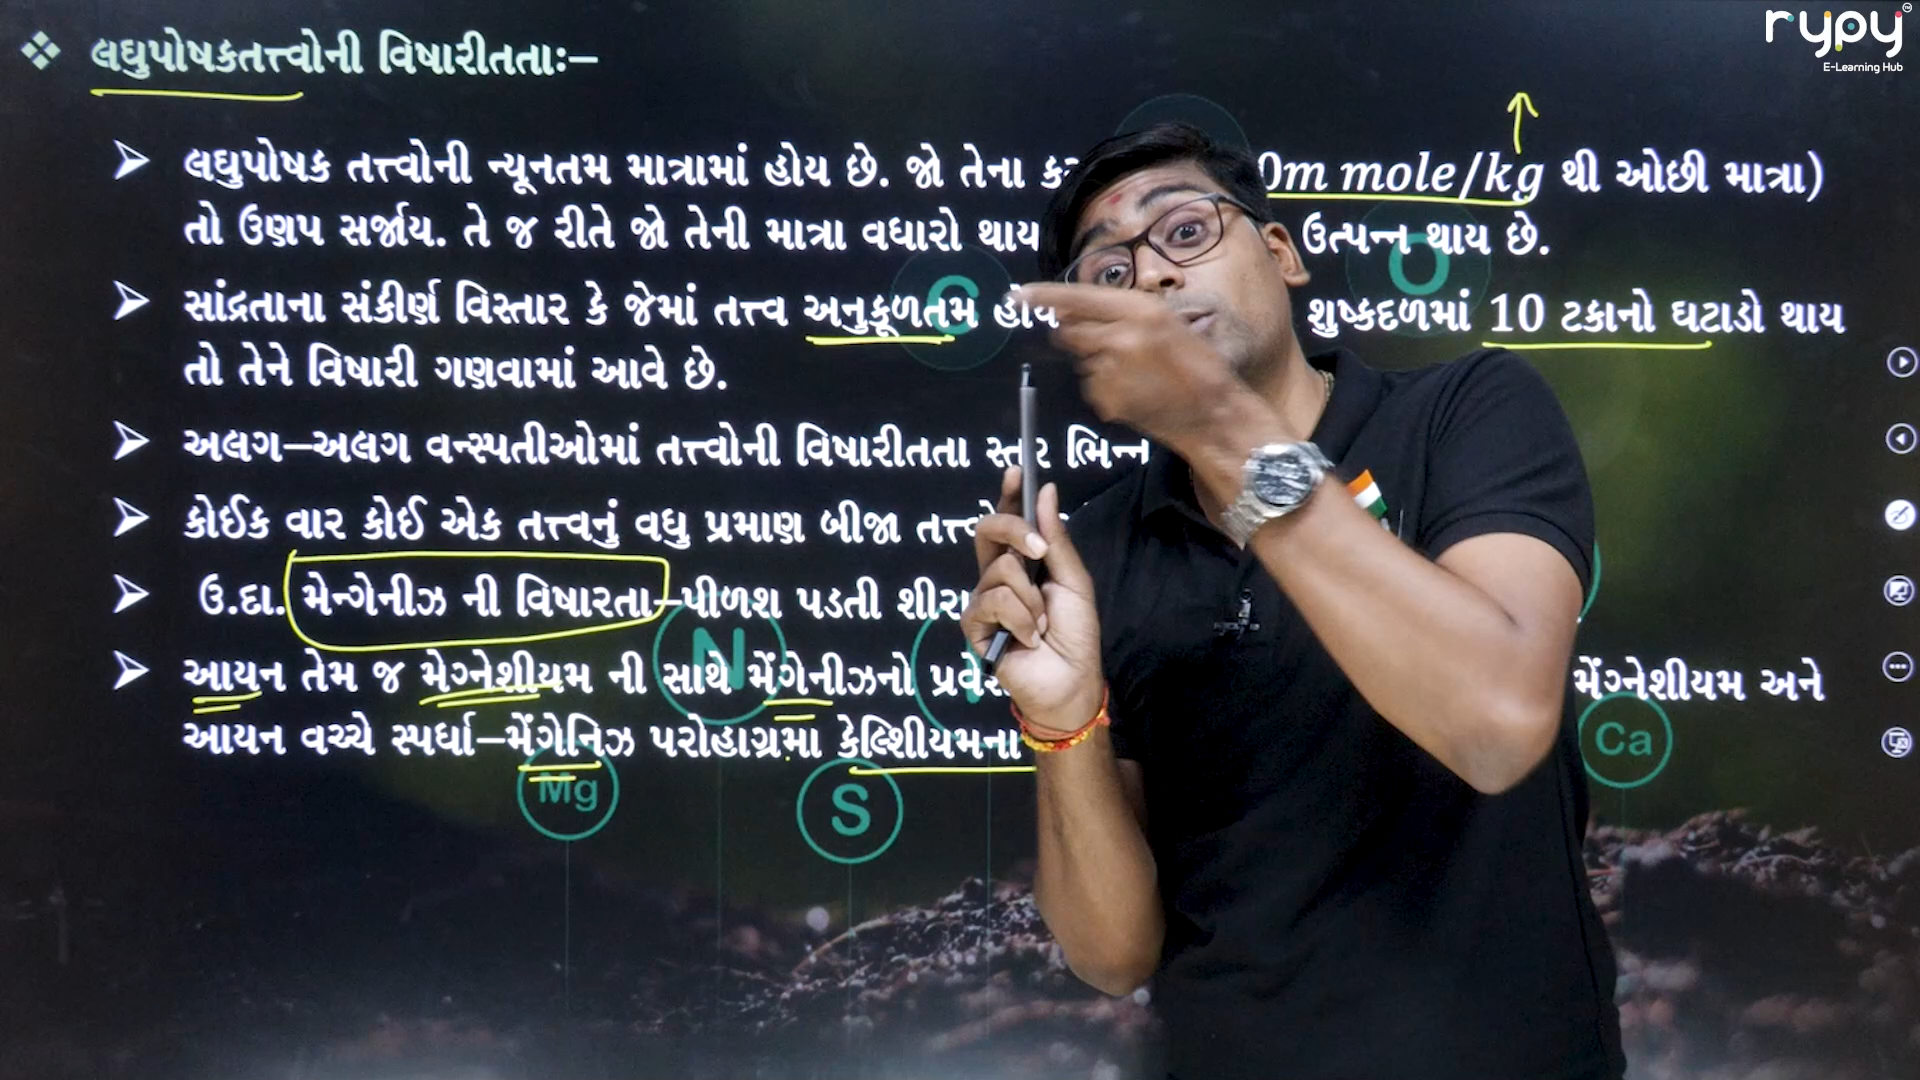 rypy
E-Learning Hub
લઘુપોષકતત્ત્વોની વિષારીતતાઃ–
લઘુપોષક તત્ત્વોની ન્યૂનતમ માત્રામાં હોય છે. જો તેના 0m mole/kg થી ઓછી માત્રા)
તો ઉણપ સર્જાય. તે જ રીતે જો તેની માત્રા વધારો થાય ઉત્પન્ન થાય છે.
સાંદ્રતાના સંકીર્ણ વિસ્તાર કે જેમાં તત્ત્વ અનુકૂળતમ હોય શુષ્કદળમાં 10 ટકાનો ઘટાડો થાય
તો તેને વિષારી ગણવામાં આવે છે.
અલગ–અલગ વનસ્પતીઓમાં તત્ત્વોની વિષારીતતા સ્તર ભિન્ન
કોઈક વાર કોઈ એક તત્ત્વનું વધુ પ્રમાણ બીજા
ઉ.દા. મેન્ગેનીઝ ની વિષારતા–પીળશ પડતી
આયન તેમ જ મેગ્નેશીયમ ની સાથે મેંગેનીઝનો મેંગ્નેશીયમ અને
આયન વચ્ચે સ્પર્ધા–મેંગેનિઝ પરોહાગ્રમાં કેલ્શિીયમના
C
O
N
Ca
Mg
S